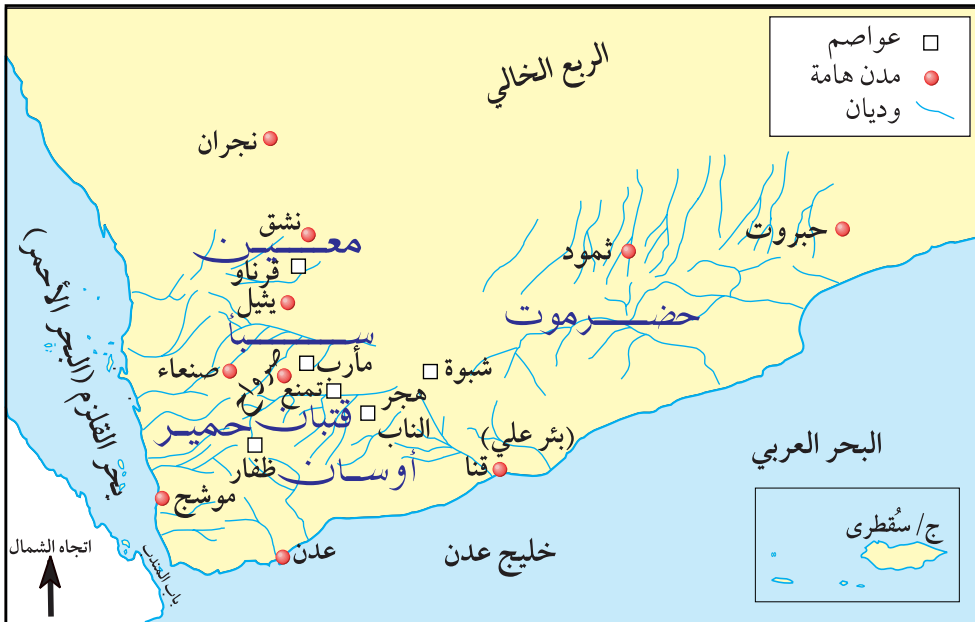 عواصم
مدن هامة
وديان
الربع الخالي
نجران
نشق
معين
قرناو
يثيل
سبأ
حبروت
ثمود
حضرموت
صنعاء
صرواح
مأرب
تمنع
شبوة
هجر
الناب
قتبان
حمير
ظفار
أوسان
(بئر علي)
قنا
موشج
عدن
خليج عدن
البحر العربي
بحر القلزم (البحر الأحمر)
باب المندب
اتجاه الشمال
ج/ سُقطرى